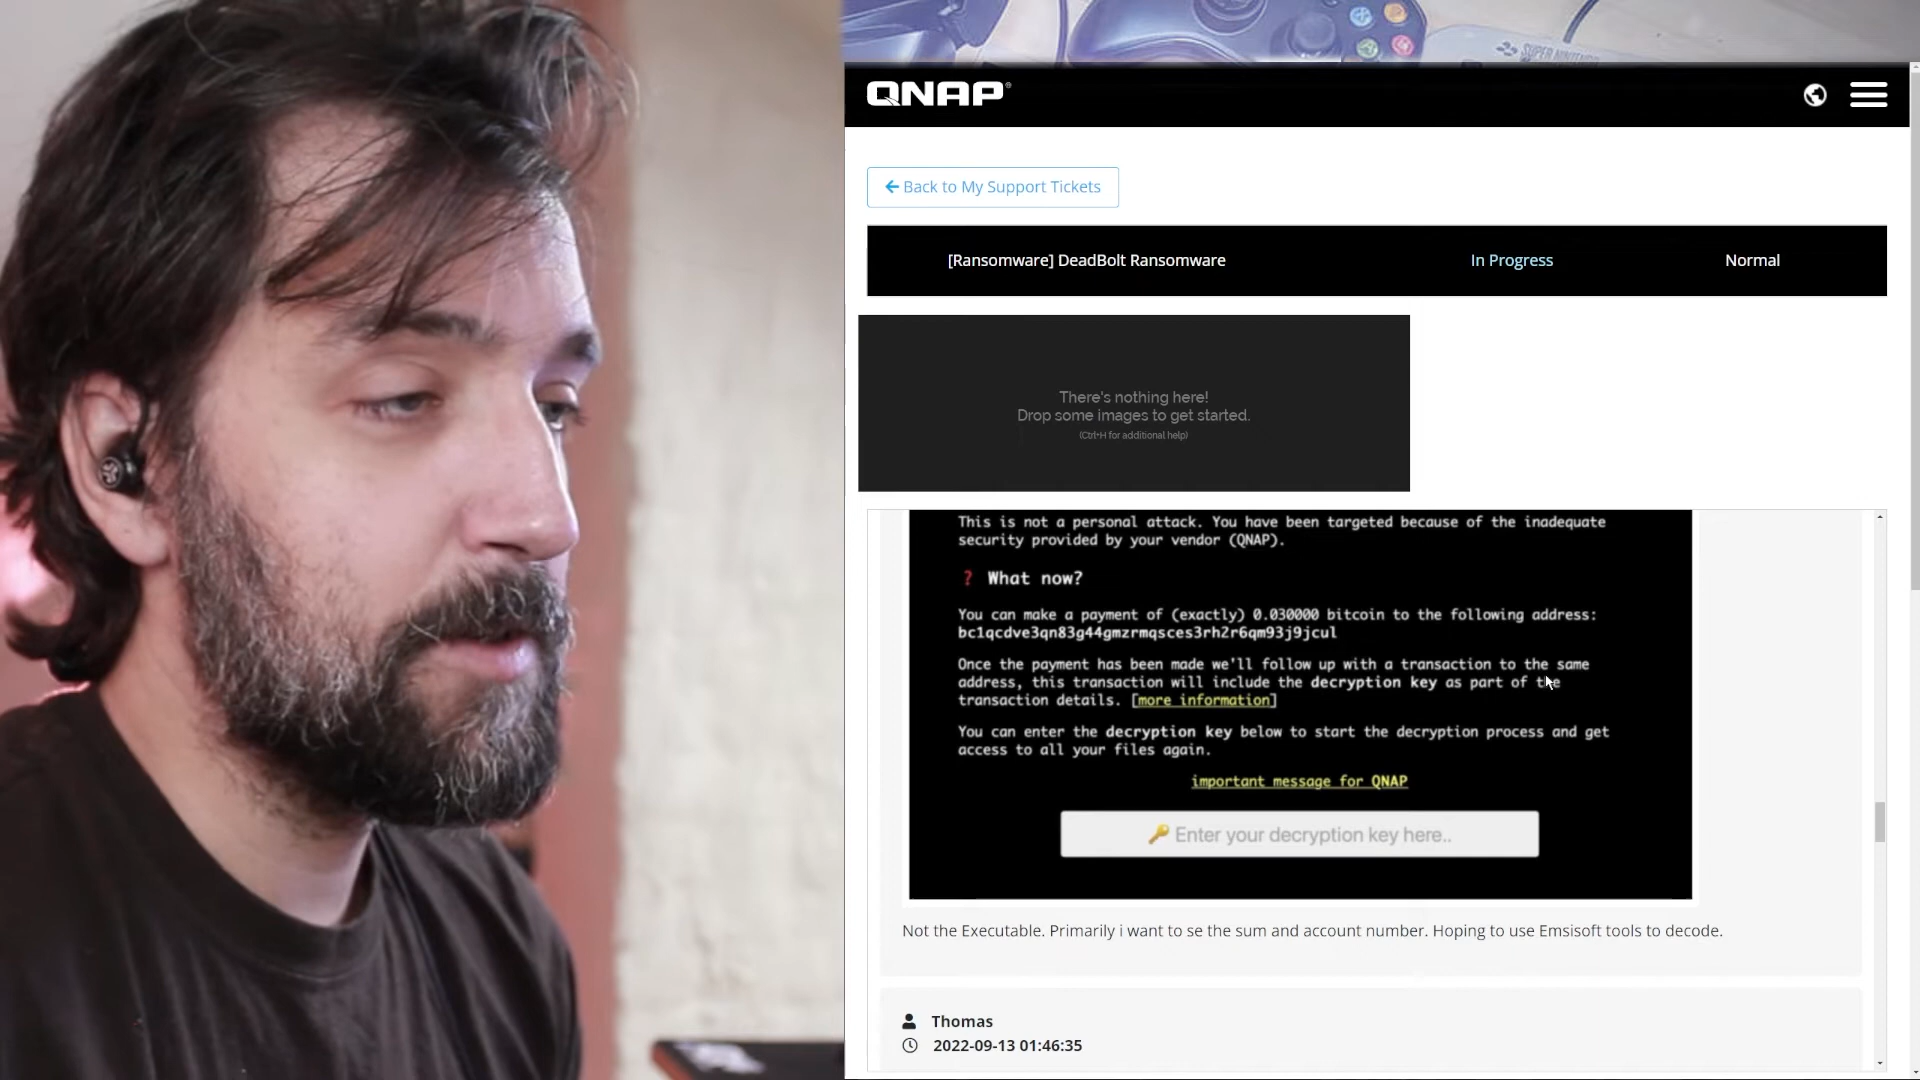 SUPER NINTENDO
QNAP®
Back to My Support Tickets
[Ransomware] DeadBolt Ransomware In Progress Normal
There's nothing here!
Drop some images to get started.
(Ctrl+H for additional help)
This is not a personal attack. You have been targeted because of the inadequate
security provided by your vendor (QNAP).
? What now?
You can make a payment of (exactly) 0.030000 bitcoin to the following address:
bc1qcdve3qn83g44gmzrmqsces3rh2r6qm93j9jcul
Once the payment has been made we'll follow up with a transaction to the same
address, this transaction will include the decryption key as part of the
transaction details. [more information]
You can enter the decryption key below to start the decryption process and get
access to all your files again.
important message for QNAP
Enter your decryption key here..
Not the Executable. Primarily i want to se the sum and account number. Hoping to use Emsisoft tools to decode.
Thomas
2022-09-13 01:46:35